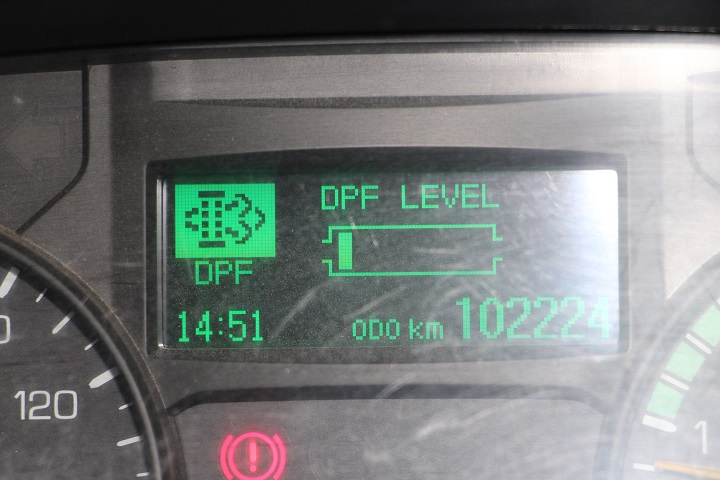 DPF LEVEL
DPF
14:51 ODO km 102224
120